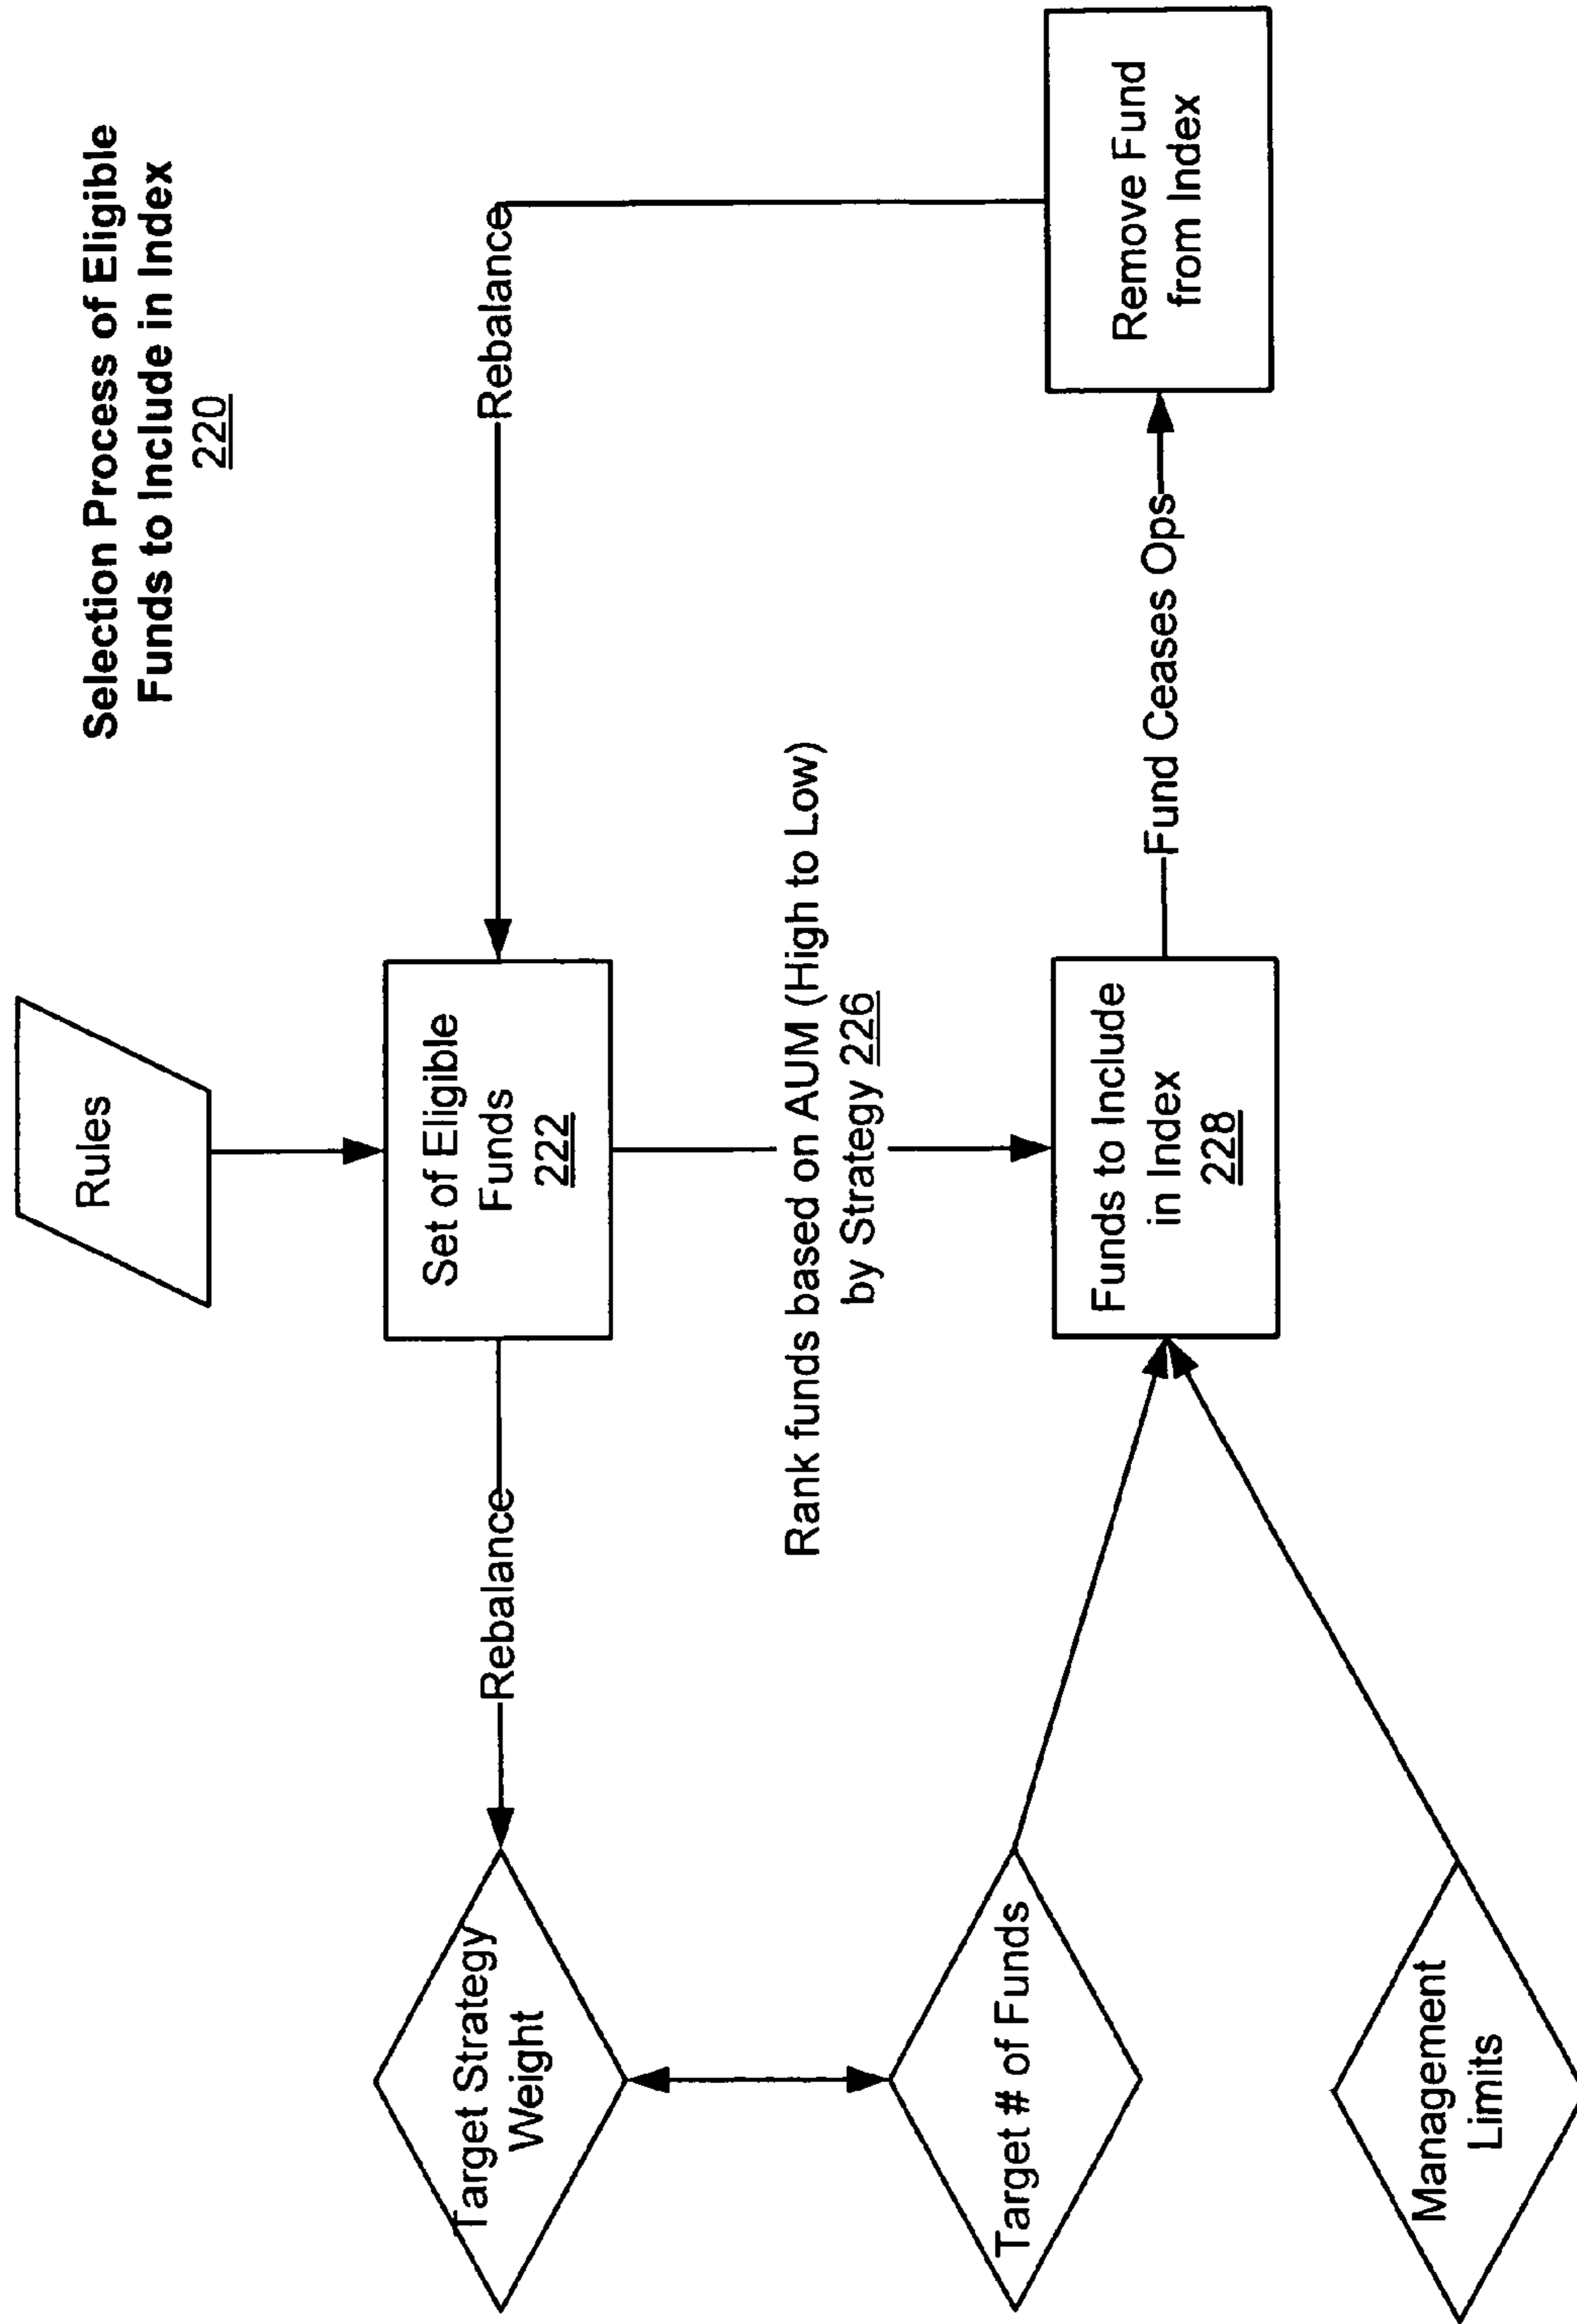 Selection Process of Eligible
Funds to Include in Index
220
Rules
Rebalance
Set of Eligible
Funds
222
Rebalance
Target Strategy
Weight
Rank funds based on AUM (High to Low)
by Strategy 226
Target # of Funds
Funds to Include
in Index
228
Fund Ceases Ops
Remove Fund
from Index
Management
Limits